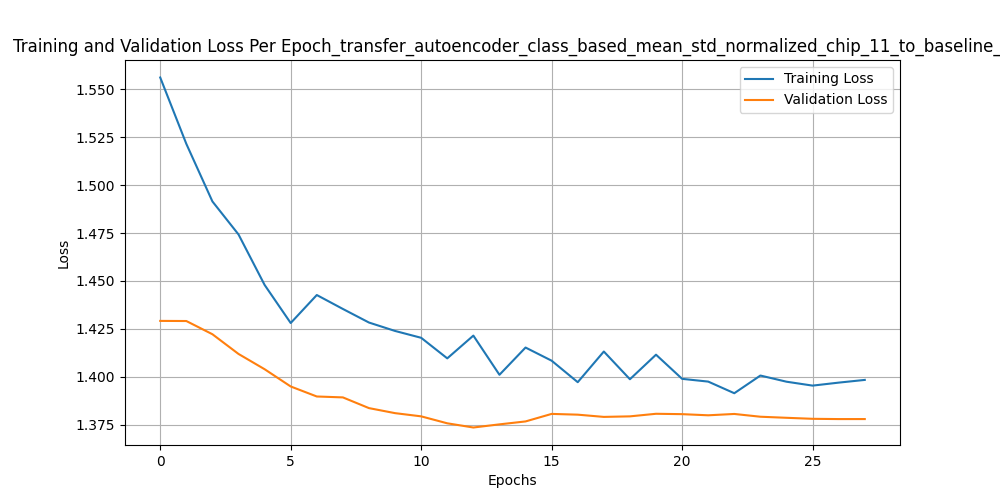 Training and Validation Loss Per Epoch_transfer_autoencoder_class_based_mean_std_normalized_chip_11_to_baseline_
Training Loss
Validation Loss
1.550
1.525
1.500
1.475
1.450
1.425
1.400
1.375
Loss
0
5
10
15
20
25
Epochs